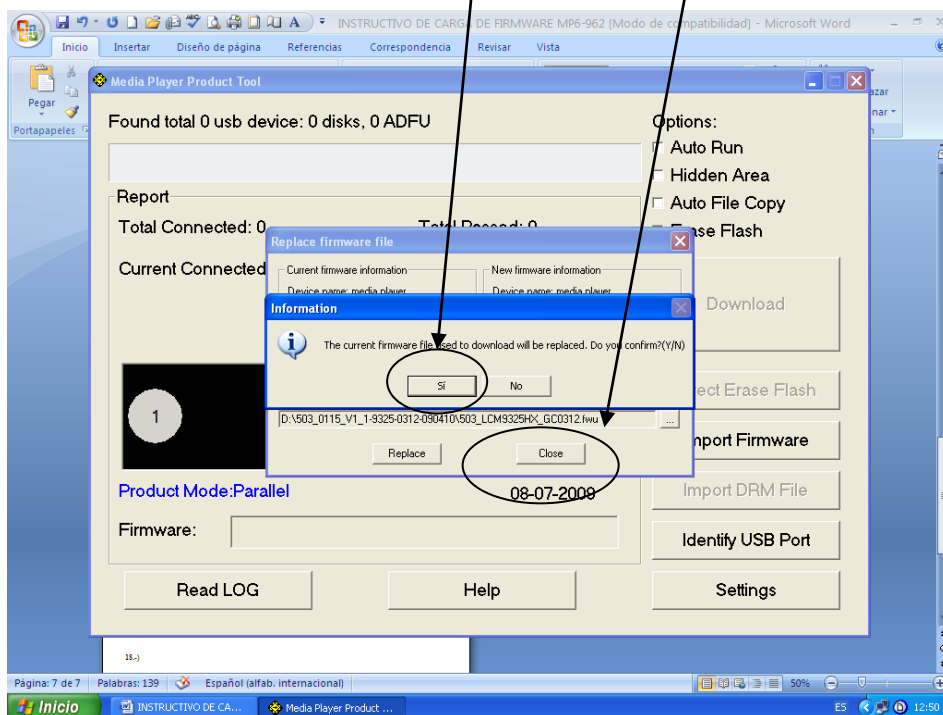 INSTRUCTIVO DE CARGA DE FIRMWARE MP6-962 [Modo de compatibilidad] - Microsoft Word
Inicio Insertar Diseño de página Referencias Correspondencia Revisar Vista
Pegar
Portapapeles
Media Player Product Tool
Found total 0 usb device: 0 disks, 0 ADFU
Options:
Auto Run
Hidden Area
Auto File Copy
Erase Flash
Report
Total Connected: 0
Total Passed: 0
Current Connected
Replace firmware file
Current firmware information
New firmware information
Device name: media player
Device name: media player
Information
The current firmware file used to download will be replaced. Do you confirm?(Y/N)
Sí No
D:\503_0115_V1_1-9325-0312-090410\503_LCM9325HX_GC0312.fwu ...
Replace Close
1
Download
ect Erase Flash
mport Firmware
Import DRM File
Identify USB Port
Settings
Product Mode:Parallel
08-07-2009
Firmware:
Read LOG Help
18.-)
Página: 7 de 7 Palabras: 139 Español (alfab. internacional) 50%
Inicio INSTRUCTIVO DE CA... Media Player Product ... ES 12:50